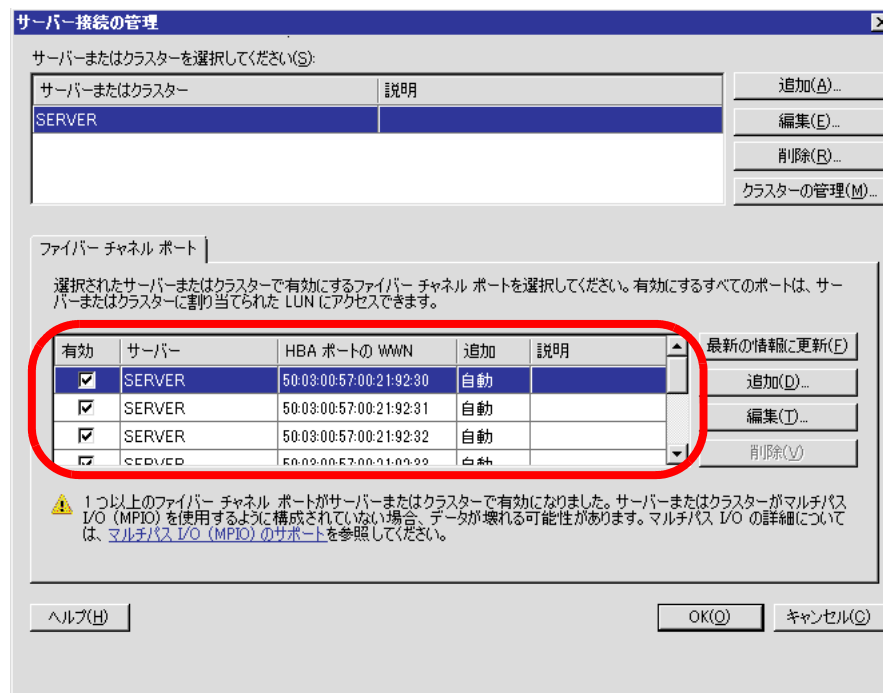 サーバー接続の管理
サーバーまたはクラスターを選択してください(S):
サーバーまたはクラスター 説明
SERVER
追加(A)...
編集(E)...
削除(R)...
クラスターの管理(M)...
ファイバー チャネル ポート
選択されたサーバーまたはクラスターで有効にするファイバー チャネル ポートを選択してください。有効にするすべてのポートは、サー
バーまたはクラスターに割り当てられた LUN にアクセスできます。
有効 サーバー HBA ポートの WWN 追加 説明
SERVER 50:03:00:57:00:21:92:30 自動
SERVER 50:03:00:57:00:21:92:31 自動
SERVER 50:03:00:57:00:21:92:32 自動
SERVER 50:03:00:57:00:21:92:33 自動
最新の情報に更新(F)
追加(D)...
編集(T)...
削除(V)
1 つ以上のファイバー チャネル ポートがサーバーまたはクラスターで有効になりました。サーバーまたはクラスターがマルチパス
I/O (MPIO) を使用するように構成されていない場合、データが壊れる可能性があります。マルチパス I/O の詳細について
は、マルチパス I/O (MPIO) のサポートを参照してください。
ヘルプ(H)
OK(O)
キャンセル(C)